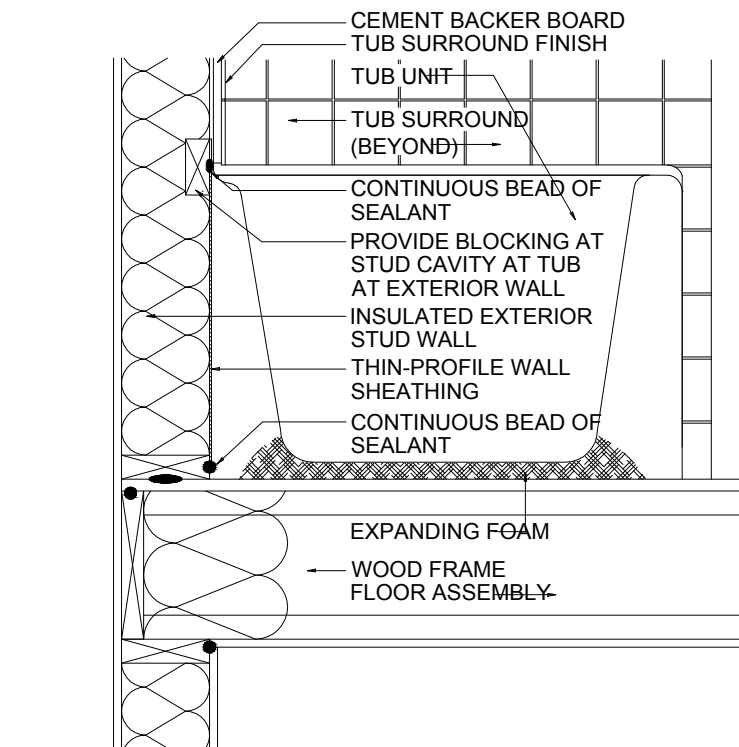 CEMENT BACKER BOARD
TUB SURROUND FINISH
TUB UNIT
TUB SURROUND
(BEYOND)
CONTINUOUS BEAD OF
SEALANT
PROVIDE BLOCKING AT
STUD CAVITY AT TUB
AT EXTERIOR WALL
INSULATED EXTERIOR
STUD WALL
THIN-PROFILE WALL
SHEATHING
CONTINUOUS BEAD OF
SEALANT
EXPANDING FOAM
WOOD FRAME
FLOOR ASSEMBLY